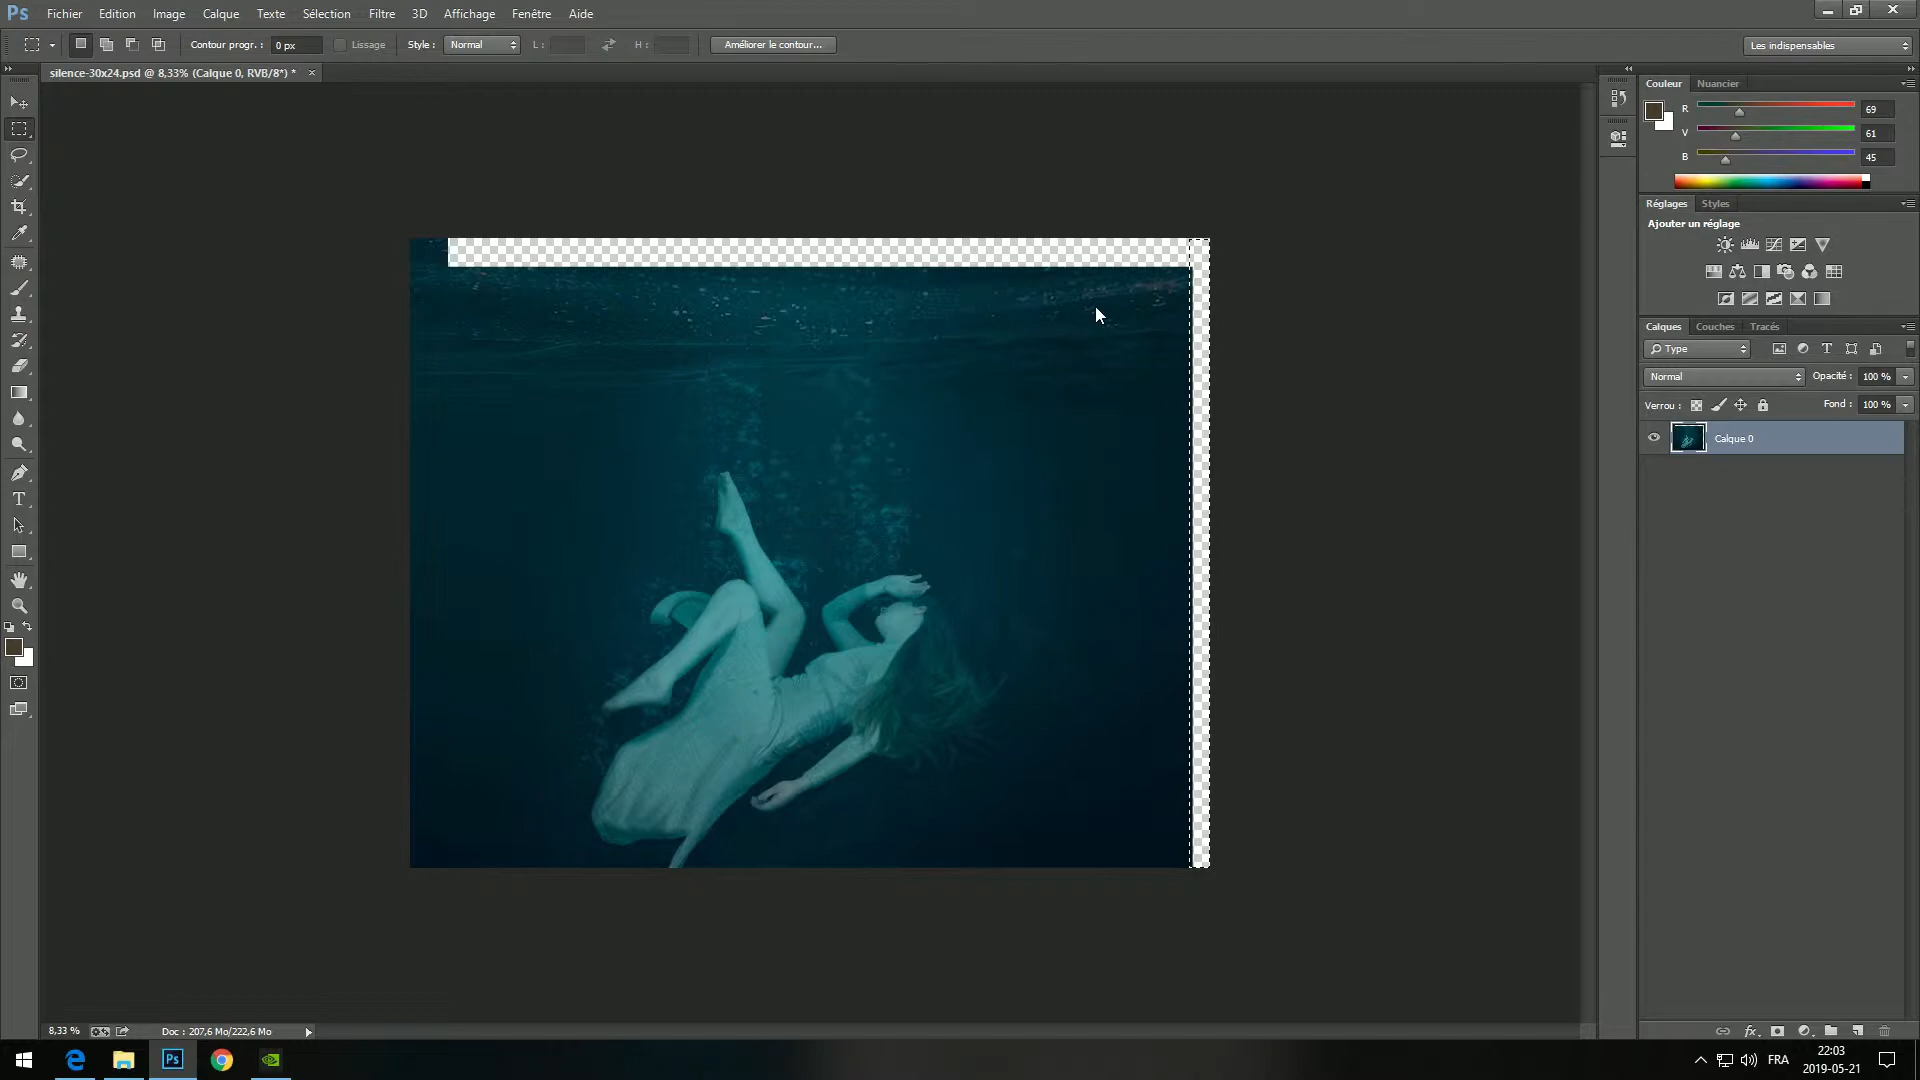 Ps Fichier Edition Image Calque Texte Sélection Filtre 3D Affichage Fenêtre Aide
Contour progr. : 0 px Lissage Style : Normal L : H : Améliorer le contour... Les indispensables
silence-30x24.psd @ 8,33% (Calque 0, RVB/8*) * ×
Couleur Nuancier
R 69
V 61
B 45
Réglages Styles
Ajouter un réglage
Calques Couches Tracés
Type
Normal Opacité : 100 %
Verrou : Fond : 100 %
Calque 0
T
8,33 % Doc : 207,6 Mo/222,6 Mo
fx
Ps FRA 22:03
2019-05-21